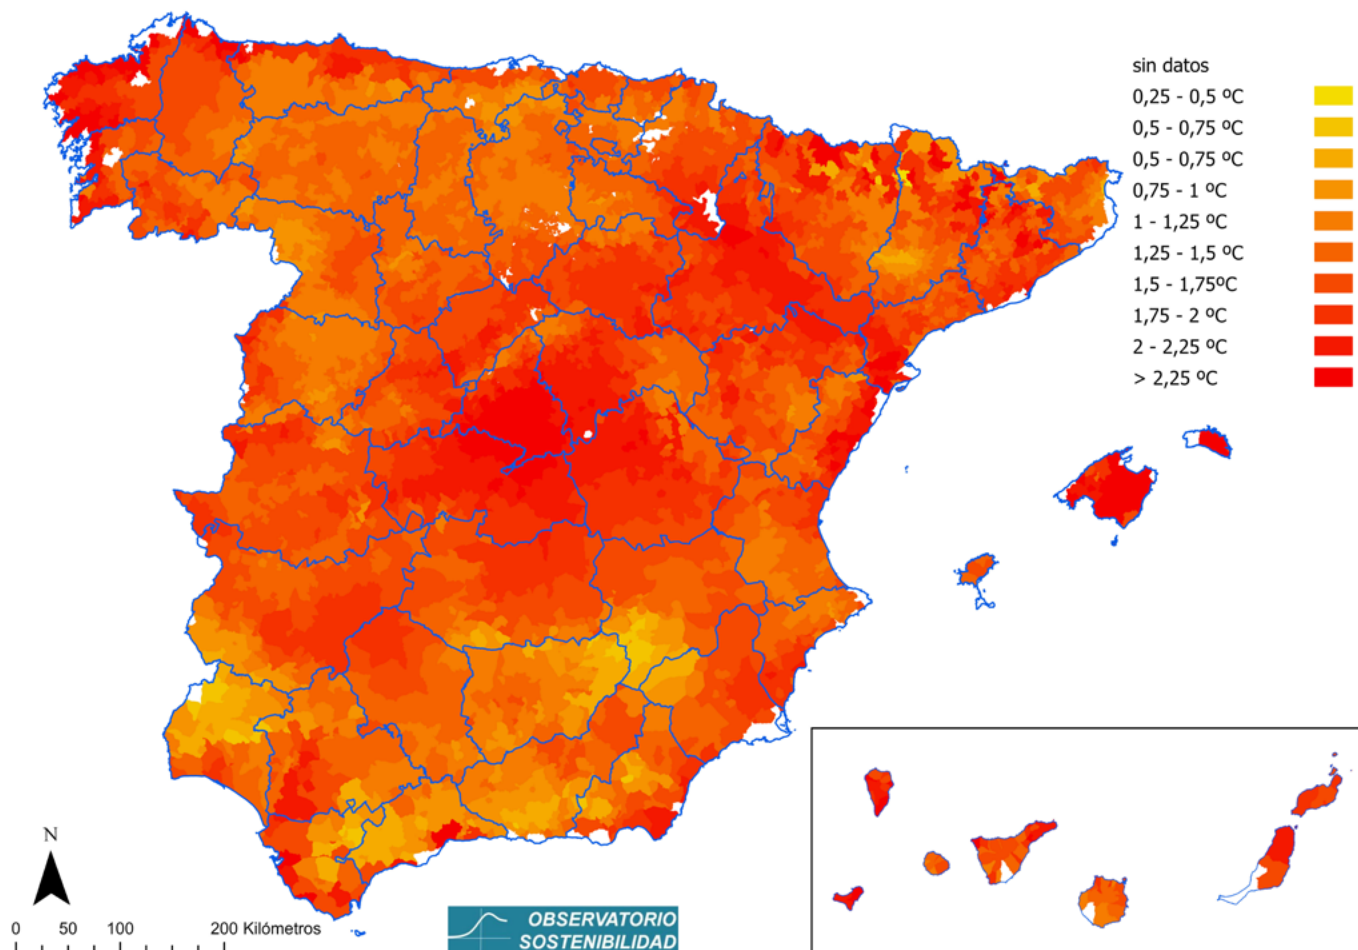 sin datos
0,25 - 0,5 ºC
0,5 - 0,75 ºC
0,5 - 0,75 ºC
0,75 - 1 ºC
1 - 1,25 ºC
1,25 - 1,5 ºC
1,5 - 1,75ºC
1,75 - 2 ºC
2 - 2,25 ºC
> 2,25 ºC
N
0 50 100 200 Kilómetros
OBSERVATORIO
SOSTENIBILIDAD